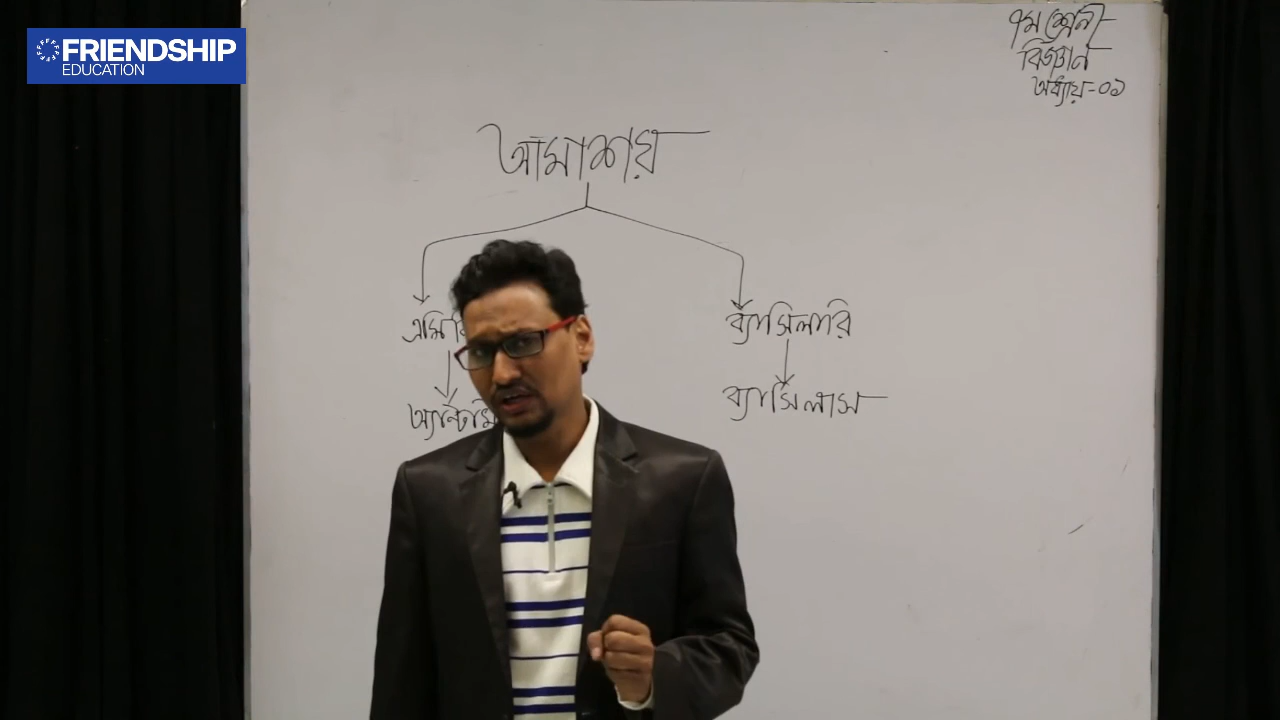 FRIENDSHIP
EDUCATION
৭ম শ্রেনী
বিজ্ঞান
অধ্যায়-০১
আমাশয়
ব্যাসিলারি
ব্যাসিলাস